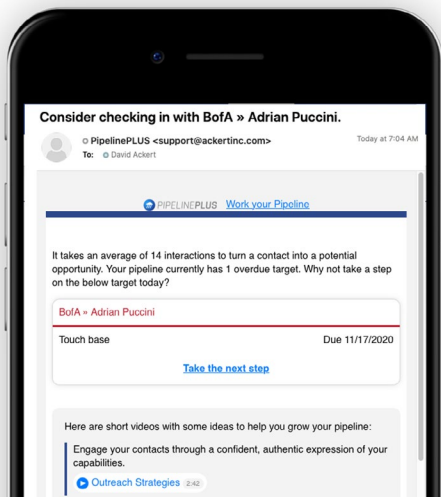 Consider checking in with BofA » Adrian Puccini.
PipelinePLUS <support@ackertinc.com>
Today at 7:04 AM
To: David Ackert
PIPELINEPLUS Work your Pipeline
It takes an average of 14 interactions to turn a contact into a potential
opportunity. Your pipeline currently has 1 overdue target. Why not take a step
on the below target today?
BofA » Adrian Puccini
Touch base Due 11/17/2020
Take the next step
Here are short videos with some ideas to help you grow your pipeline:
Engage your contacts through a confident, authentic expression of your
capabilities.
Outreach Strategies 2:42